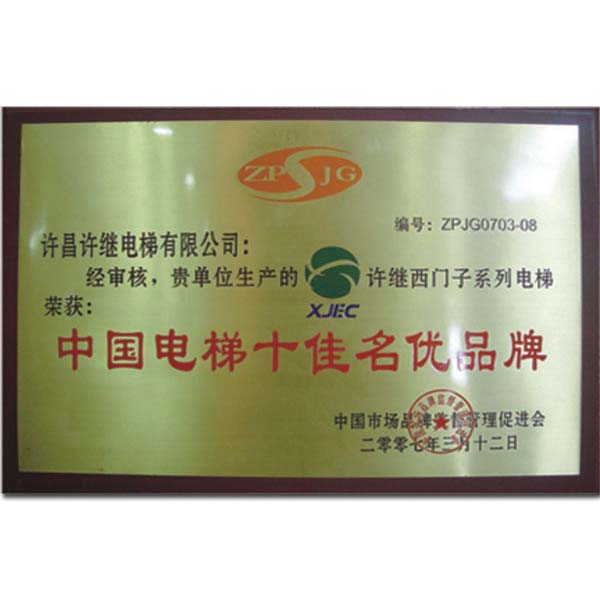 ZPSJG
编号：ZPJG0703-08
许昌许继电梯有限公司：
经审核，贵单位生产的 许继西门子系列电梯
XJEC
荣获：
中国电梯十佳名优品牌
中国市场品牌监督管理促进会
二零零七年三月十二日